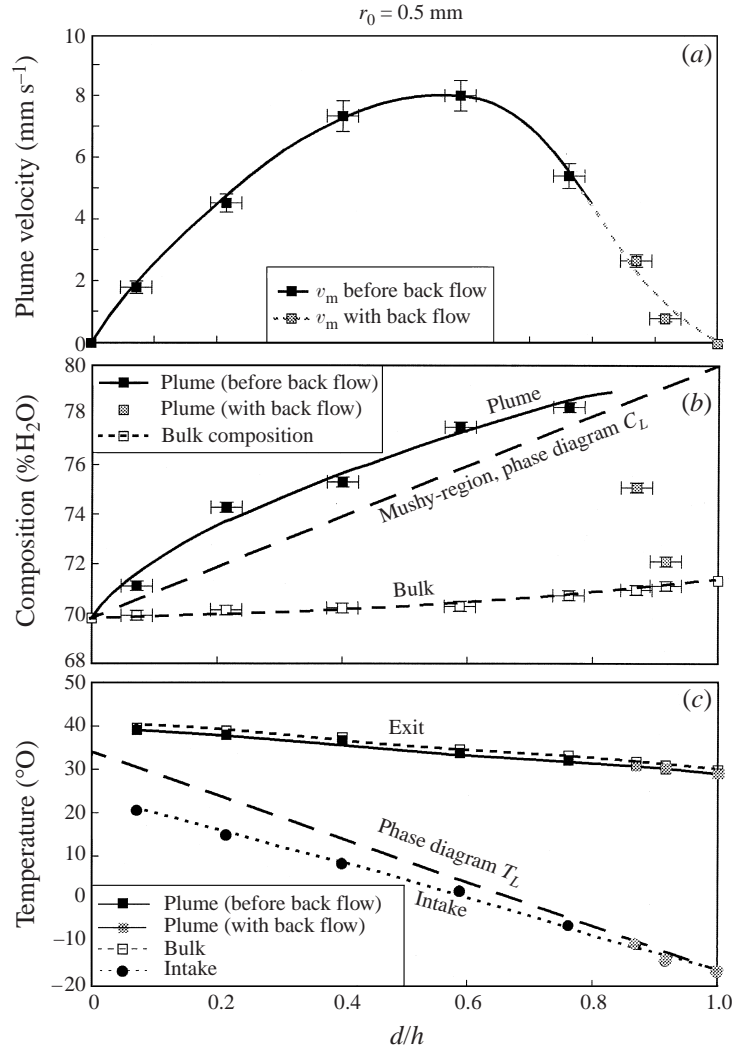 r0 = 0.5 mm
(a)
10
8
6
4
2
0
Plume velocity (mm s–1)
vm before back flow
vm with back flow
(b)
80
78
76
74
72
70
68
Composition (%H2O)
Plume (before back flow)
Plume (with back flow)
Bulk composition
Plume
Mushy-region, phase diagram CL
Bulk
(c)
50
40
30
20
10
0
–10
–20
Temperature (°O)
Exit
Phase diagram TL
Intake
Plume (before back flow)
Plume (with back flow)
Bulk
Intake
0 0.2 0.4 0.6 0.8 1.0
d/h